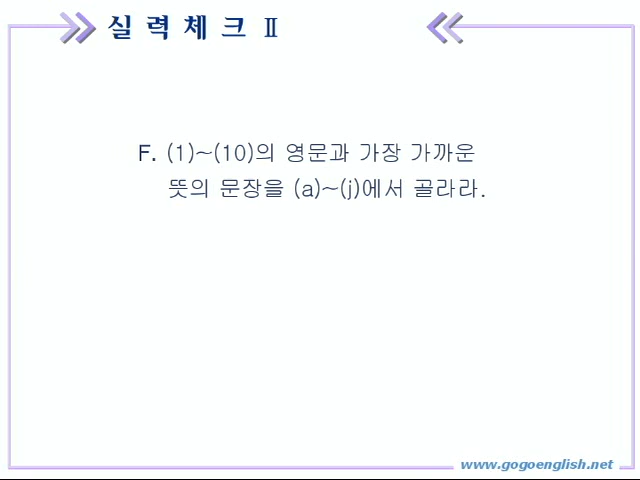 실 력 체 크 Ⅱ
F. (1)~(10)의 영문과 가장 가까운
뜻의 문장을 (a)~(j)에서 골라라.
www.gogoenglish.net